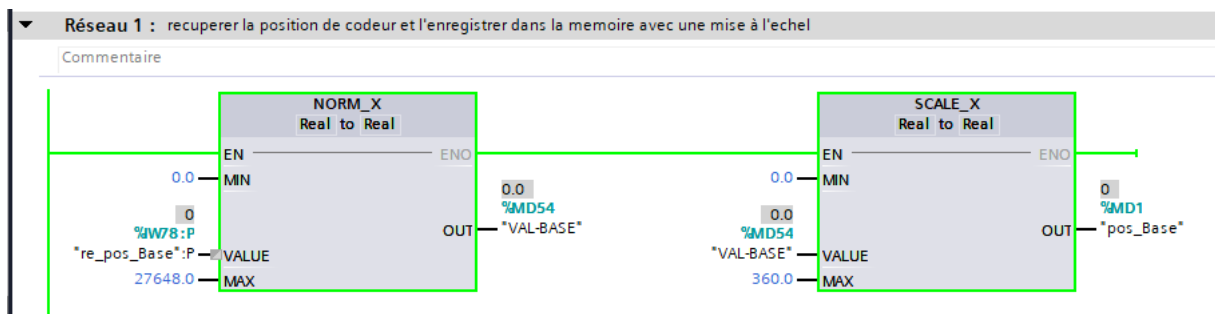 Réseau 1 : recuperer la position de codeur et l'enregistrer dans la memoire avec une mise à l'echel
Commentaire
NORM_X
Real to Real
EN ENO
0.0 MIN
0
%IW78:P
"re_pos_Base":P VALUE
27648.0 MAX
0.0
%MD54
OUT "VAL-BASE"
SCALE_X
Real to Real
EN ENO
0.0 MIN
0.0
%MD54
"VAL-BASE" VALUE
360.0 MAX
0
%MD1
OUT "pos_Base"